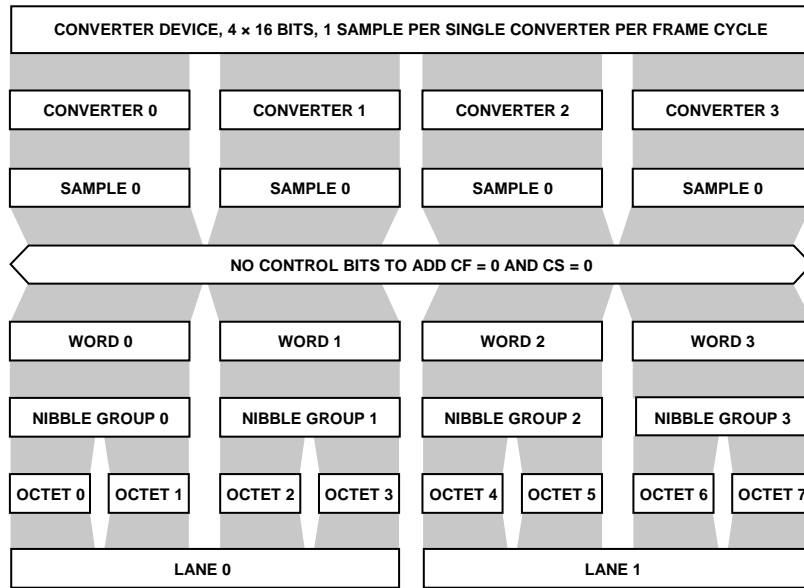 CONVERTER DEVICE, 4 × 16 BITS, 1 SAMPLE PER SINGLE CONVERTER PER FRAME CYCLE
CONVERTER 0 CONVERTER 1 CONVERTER 2 CONVERTER 3
SAMPLE 0 SAMPLE 0 SAMPLE 0 SAMPLE 0
NO CONTROL BITS TO ADD CF = 0 AND CS = 0
WORD 0 WORD 1 WORD 2 WORD 3
NIBBLE GROUP 0 NIBBLE GROUP 1 NIBBLE GROUP 2 NIBBLE GROUP 3
OCTET 0 OCTET 1 OCTET 2 OCTET 3 OCTET 4 OCTET 5 OCTET 6 OCTET 7
LANE 0 LANE 1